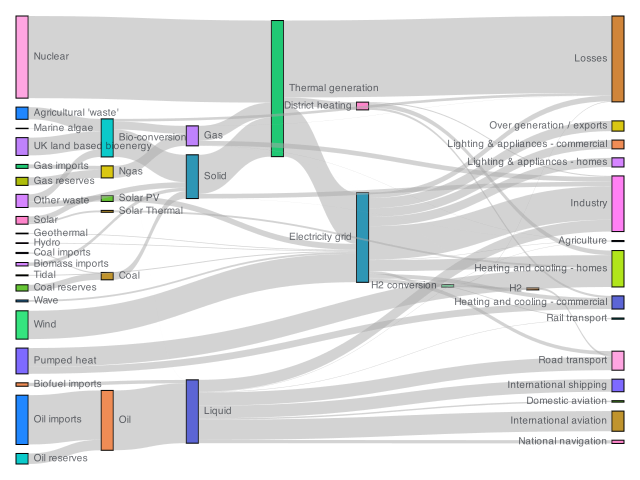 Nuclear
Agricultural 'waste'
Marine algae
UK land based bioenergy
Gas imports
Gas reserves
Other waste
Solar
Geothermal
Hydro
Coal imports
Biomass imports
Tidal
Coal reserves
Wave
Wind
Pumped heat
Biofuel imports
Oil imports
Oil reserves
Bio-conversion
Ngas
Solar PV
Solar Thermal
Coal
Oil
Gas
Solid
Liquid
Thermal generation
District heating
Electricity grid
H2 conversion
H2
Losses
Over generation / exports
Lighting & appliances - commercial
Lighting & appliances - homes
Industry
Agriculture
Heating and cooling - homes
Heating and cooling - commercial
Rail transport
Road transport
International shipping
Domestic aviation
International aviation
National navigation